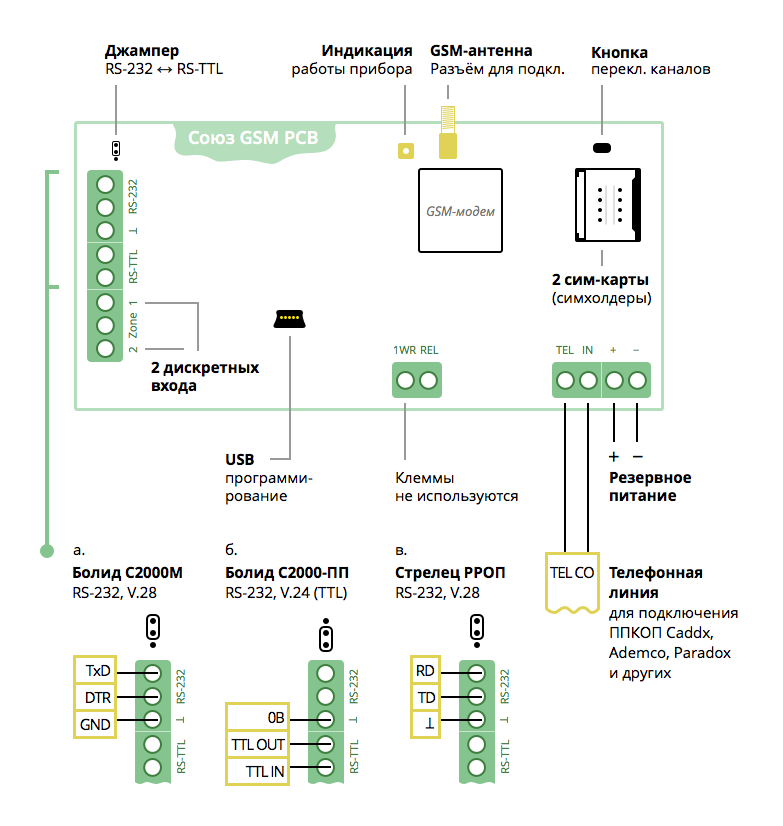 Джампер
RS-232 ↔ RS-TTL
Индикация
работы прибора
GSM-антенна
Разъём для подкл.
Кнопка
перекл. каналов
Союз GSM PCB
RS-232
⊥
RS-TTL
Zone 1
2
GSM-модем
2 сим-карты
(симхолдеры)
2 дискретных
входа
1WR REL
TEL IN + −
USB
программи-
рование
Клеммы
не используются
+ −
Резервное
питание
TEL CO
Телефонная
линия
для подключения
ППКОП Caddx,
Ademco, Paradox
и других
а.
Болид С2000М
RS-232, V.28
TxD
DTR
GND
RS-232
⊥
RS-TTL
б.
Болид С2000-ПП
RS-232, V.24 (TTL)
0В
TTL OUT
TTL IN
RS-232
⊥
RS-TTL
в.
Стрелец РРОП
RS-232, V.28
RD
TD
⊥
RS-232
⊥
RS-TTL